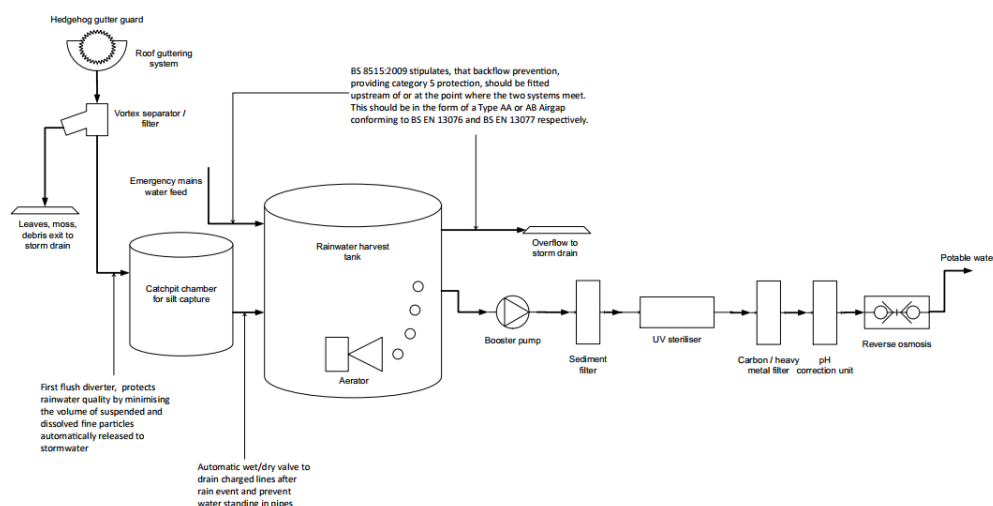 Hedgehog gutter guard
Roof guttering
system
BS 8515:2009 stipulates, that backflow prevention,
providing category 5 protection, should be fitted
upstream of or at the point where the two systems meet.
This should be in the form of a Type AA or AB Airgap
conforming to BS EN 13076 and BS EN 13077 respectively.
Vortex separator /
filter
Emergency mains
water feed
Leaves, moss,
debris exit to
storm drain
Rainwater harvest
tank
Overflow to
storm drain
Catchpit chamber
for silt capture
Potable wate
Booster pump
Sediment
filter
UV steriliser
Carbon / heavy
metal filter
pH
correction unit
Reverse osmosis
Aerator
First flush diverter, protects
rainwater quality by minimising
the volume of suspended and
dissolved fine particles
automatically released to
stormwater
Automatic wet/dry valve to
drain charged lines after
rain event and prevent
water standing in pipes